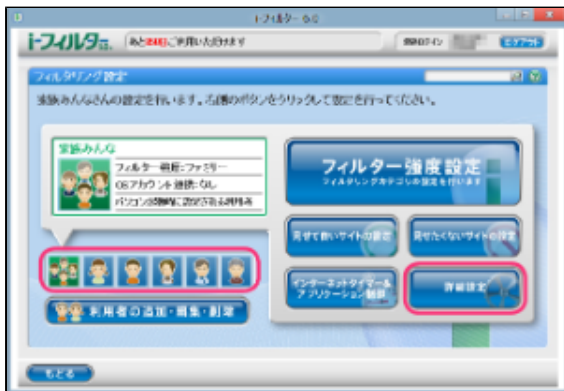 i-フィルター 6.0
i-フィルター
ご利用いただけます
ログアウト
フィルタリング設定
家族みんなさんの設定を行います。右側のボタンをクリックして設定を行ってください。
家族みんな
フィルター強度:ファミリー
OSアカウント連携:なし
フィルター強度設定
フィルタリングカテゴリの設定を行います
見せて良いサイトの設定
見せたくないサイトの設定
インターネットタイマー&
アプリケーション制御
詳細設定
利用者の追加・編集・削除
もどる